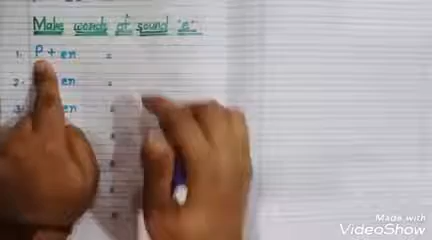 Make words of sound 'e'.
1. P + en =
2. en =
3. en =
=
=
=
=
Made with
VideoShow